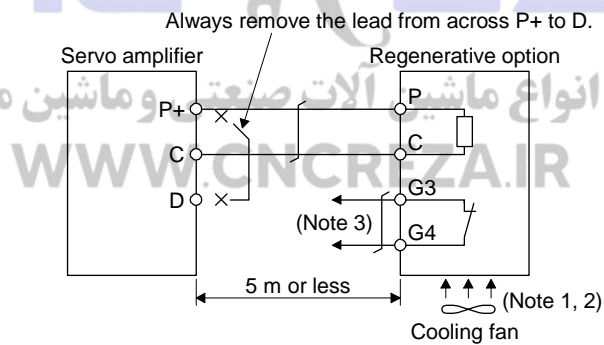 Always remove the lead from across P+ to D.
Servo amplifier
Regenerative option
انواع ماشین آلات صنعتی و ماشین
WWW.CNCREZA.IR
P+
P
C
C
D
G3
(Note 3)
G4
5 m or less
(Note 1, 2)
Cooling fan